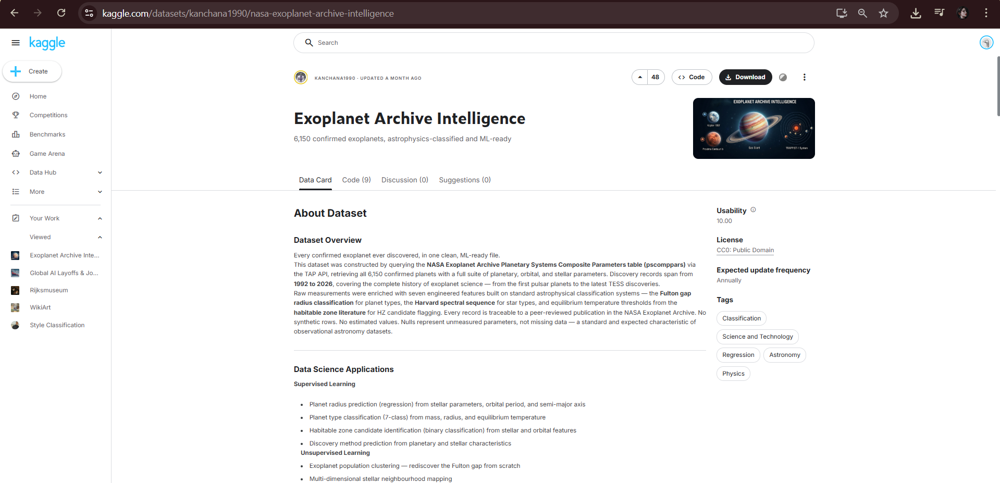 kaggle.com/datasets/kanchana1990/nasa-exoplanet-archive-intelligence
kaggle
Search
Create
Home
Competitions
Benchmarks
Game Arena
Data Hub
More
Your Work
Viewed
Exoplanet Archive Inte...
Global AI Layoffs & Jo...
Rijksmuseum
WikiArt
Style Classification
KANCHANA1990 · UPDATED A MONTH AGO
48
<> Code
Download
Exoplanet Archive Intelligence
6,150 confirmed exoplanets, astrophysics-classified and ML-ready
EXOPLANET ARCHIVE INTELLIGENCE
Proxima Centauri b
Gas Giant
TRAPPIST-1 System
Data Card
Code (9)
Discussion (0)
Suggestions (0)
About Dataset
Dataset Overview
Every confirmed exoplanet ever discovered, in one clean, ML-ready file.
This dataset was constructed by querying the NASA Exoplanet Archive Planetary Systems Composite Parameters table (pscomppars) via
the TAP API, retrieving all 6,150 confirmed planets with a full suite of planetary, orbital, and stellar parameters. Discovery records span from
1992 to 2026, covering the complete history of exoplanet science — from the first pulsar planets to the latest TESS discoveries.
Raw measurements were enriched with seven engineered features built on standard astrophysical classification systems — the Fulton gap
radius classification for planet types, the Harvard spectral sequence for star types, and equilibrium temperature thresholds from the
habitable zone literature for HZ candidate flagging. Every record is traceable to a peer-reviewed publication in the NASA Exoplanet Archive. No
synthetic rows. No estimated values. Nulls represent unmeasured parameters, not missing data — a standard and expected characteristic of
observational astronomy datasets.
Data Science Applications
Supervised Learning
• Planet radius prediction (regression) from stellar parameters, orbital period, and semi-major axis
• Planet type classification (7-class) from mass, radius, and equilibrium temperature
• Habitable zone candidate identification (binary classification) from stellar and orbital features
• Discovery method prediction from planetary and stellar characteristics
Unsupervised Learning
• Exoplanet population clustering — rediscover the Fulton gap from scratch
• Multi-dimensional stellar neighbourhood mapping
Usability
10.00
License
CC0: Public Domain
Expected update frequency
Annually
Tags
Classification
Science and Technology
Regression
Astronomy
Physics